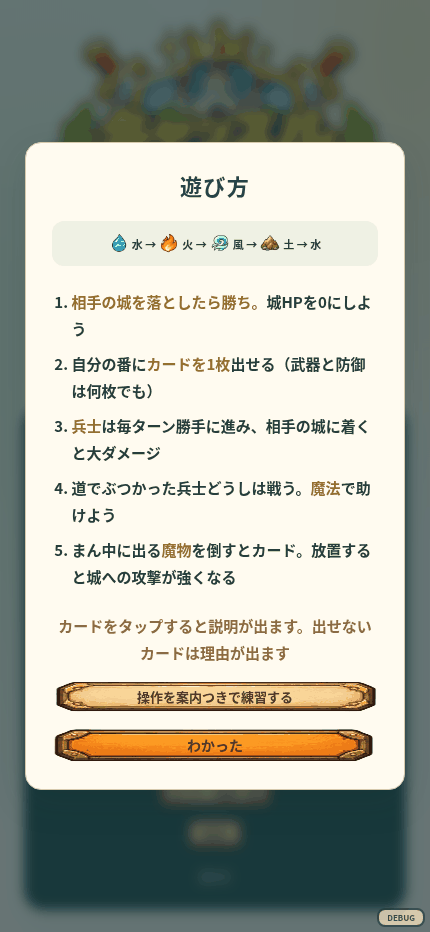 遊び方
水→ 火→ 風→ 土→水
1. 相手の城を落としたら勝ち。城HPを0にしよ
う
2. 自分の番にカードを1枚出せる（武器と防御
は何枚でも）
3. 兵士は毎ターン勝手に進み、相手の城に着く
と大ダメージ
4. 道でぶつかった兵士どうしは戦う。魔法で助
けよう
5. まん中に出る魔物を倒すとカード。放置する
と城への攻撃が強くなる
カードをタップすると説明が出ます。出せない
カードは理由が出ます
操作を案内つきで練習する
わかった
DEBUG